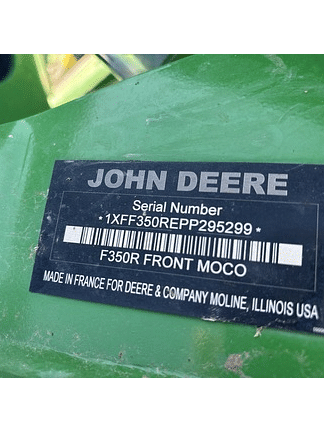 JOHN DEERE
Serial Number
*1XFF350REPP295299*
F350R FRONT MOCO
MADE IN FRANCE FOR DEERE & COMPANY MOLINE, ILLINOIS USA